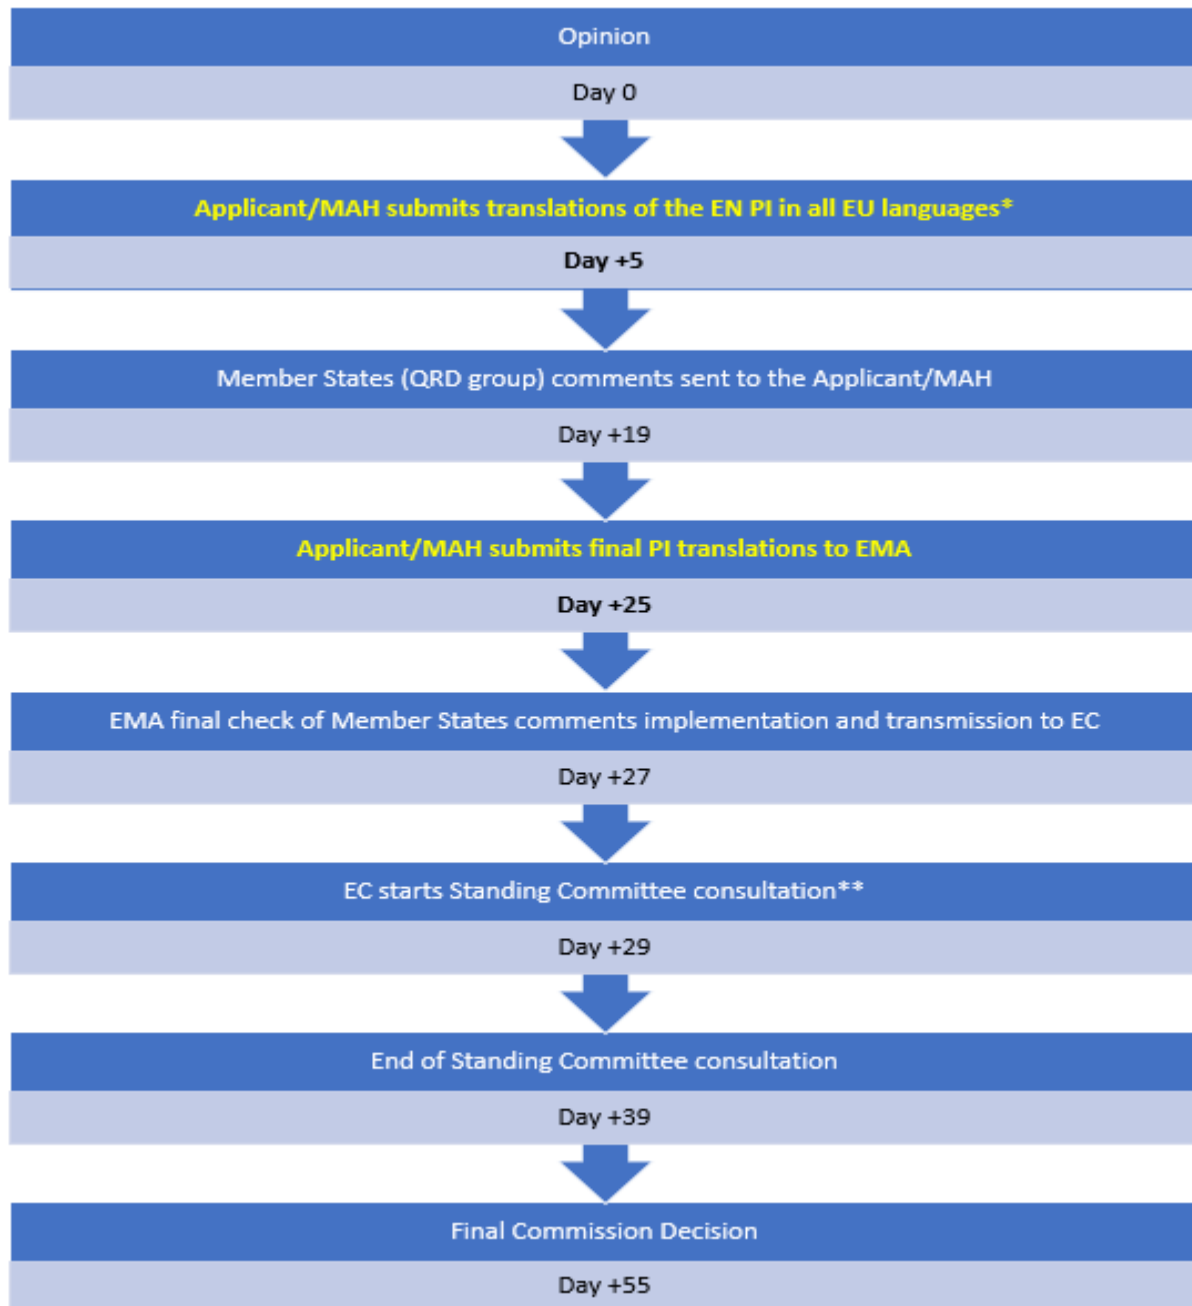 Opinion
Day 0
Applicant/MAH submits translations of the EN PI in all EU languages*
Day +5
Member States (QRD group) comments sent to the Applicant/MAH
Day +19
Applicant/MAH submits final PI translations to EMA
Day +25
EMA final check of Member States comments implementation and transmission to EC
Day +27
EC starts Standing Committee consultation**
Day +29
End of Standing Committee consultation
Day +39
Final Commission Decision
Day +55